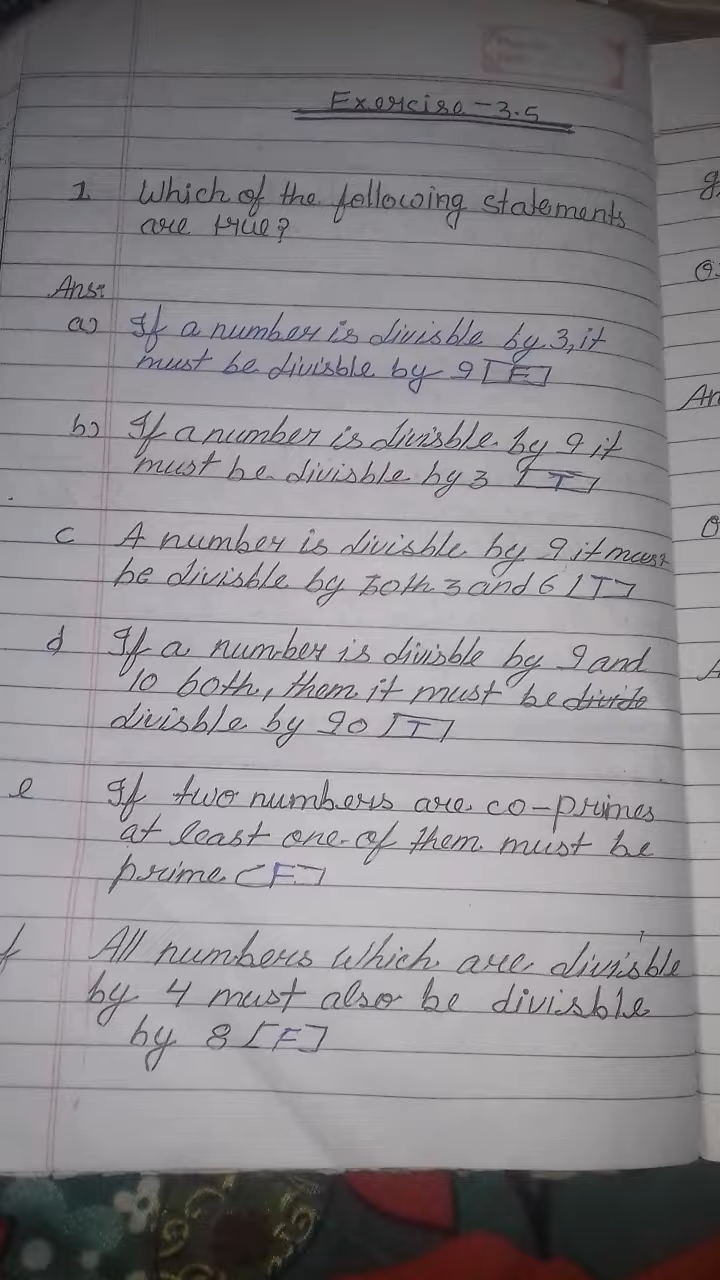 Exercise-3.5
1 Which of the following statements
are true?
Ans:
a) If a number is divisble by 3, it
must be divisble by 9 [F]
b) If a number is divisble by 9 it
must be divisble by 3 [T]
c A number is divisble by 9 it must
be divisble by both 3 and 6 [T]
d If a number is divisble by 9 and
10 both, them it must be divide
divisble by 90 [T]
e If two numbers are co-primes
at least one of them must be
prime [F]
f All numbers which are divisble
by 4 must also be divisble
by 8 [F]